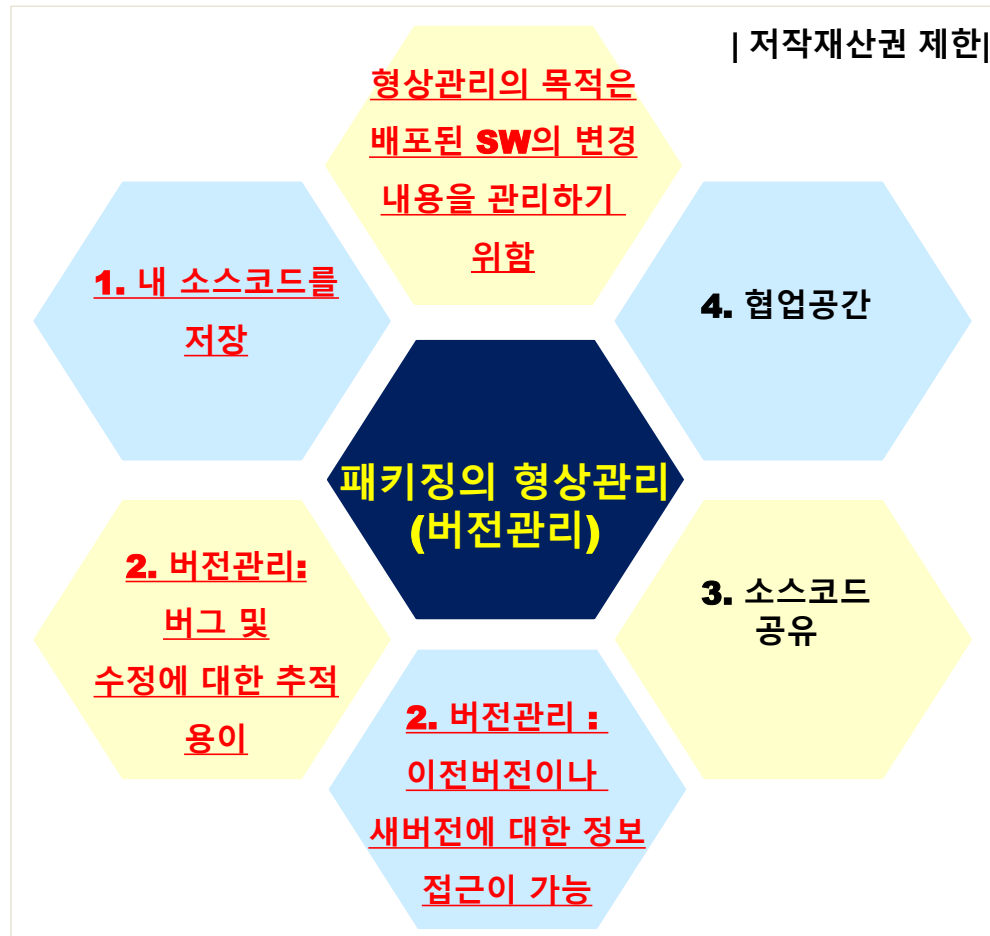 | 저작재산권 제한|
형상관리의 목적은
배포된 SW의 변경
내용을 관리하기
위함
1. 내 소스코드를
저장
4. 협업공간
패키징의 형상관리
(버전관리)
2. 버전관리:
버그 및
수정에 대한 추적
용이
3. 소스코드
공유
2. 버전관리 :
이전버전이나
새버전에 대한 정보
접근이 가능